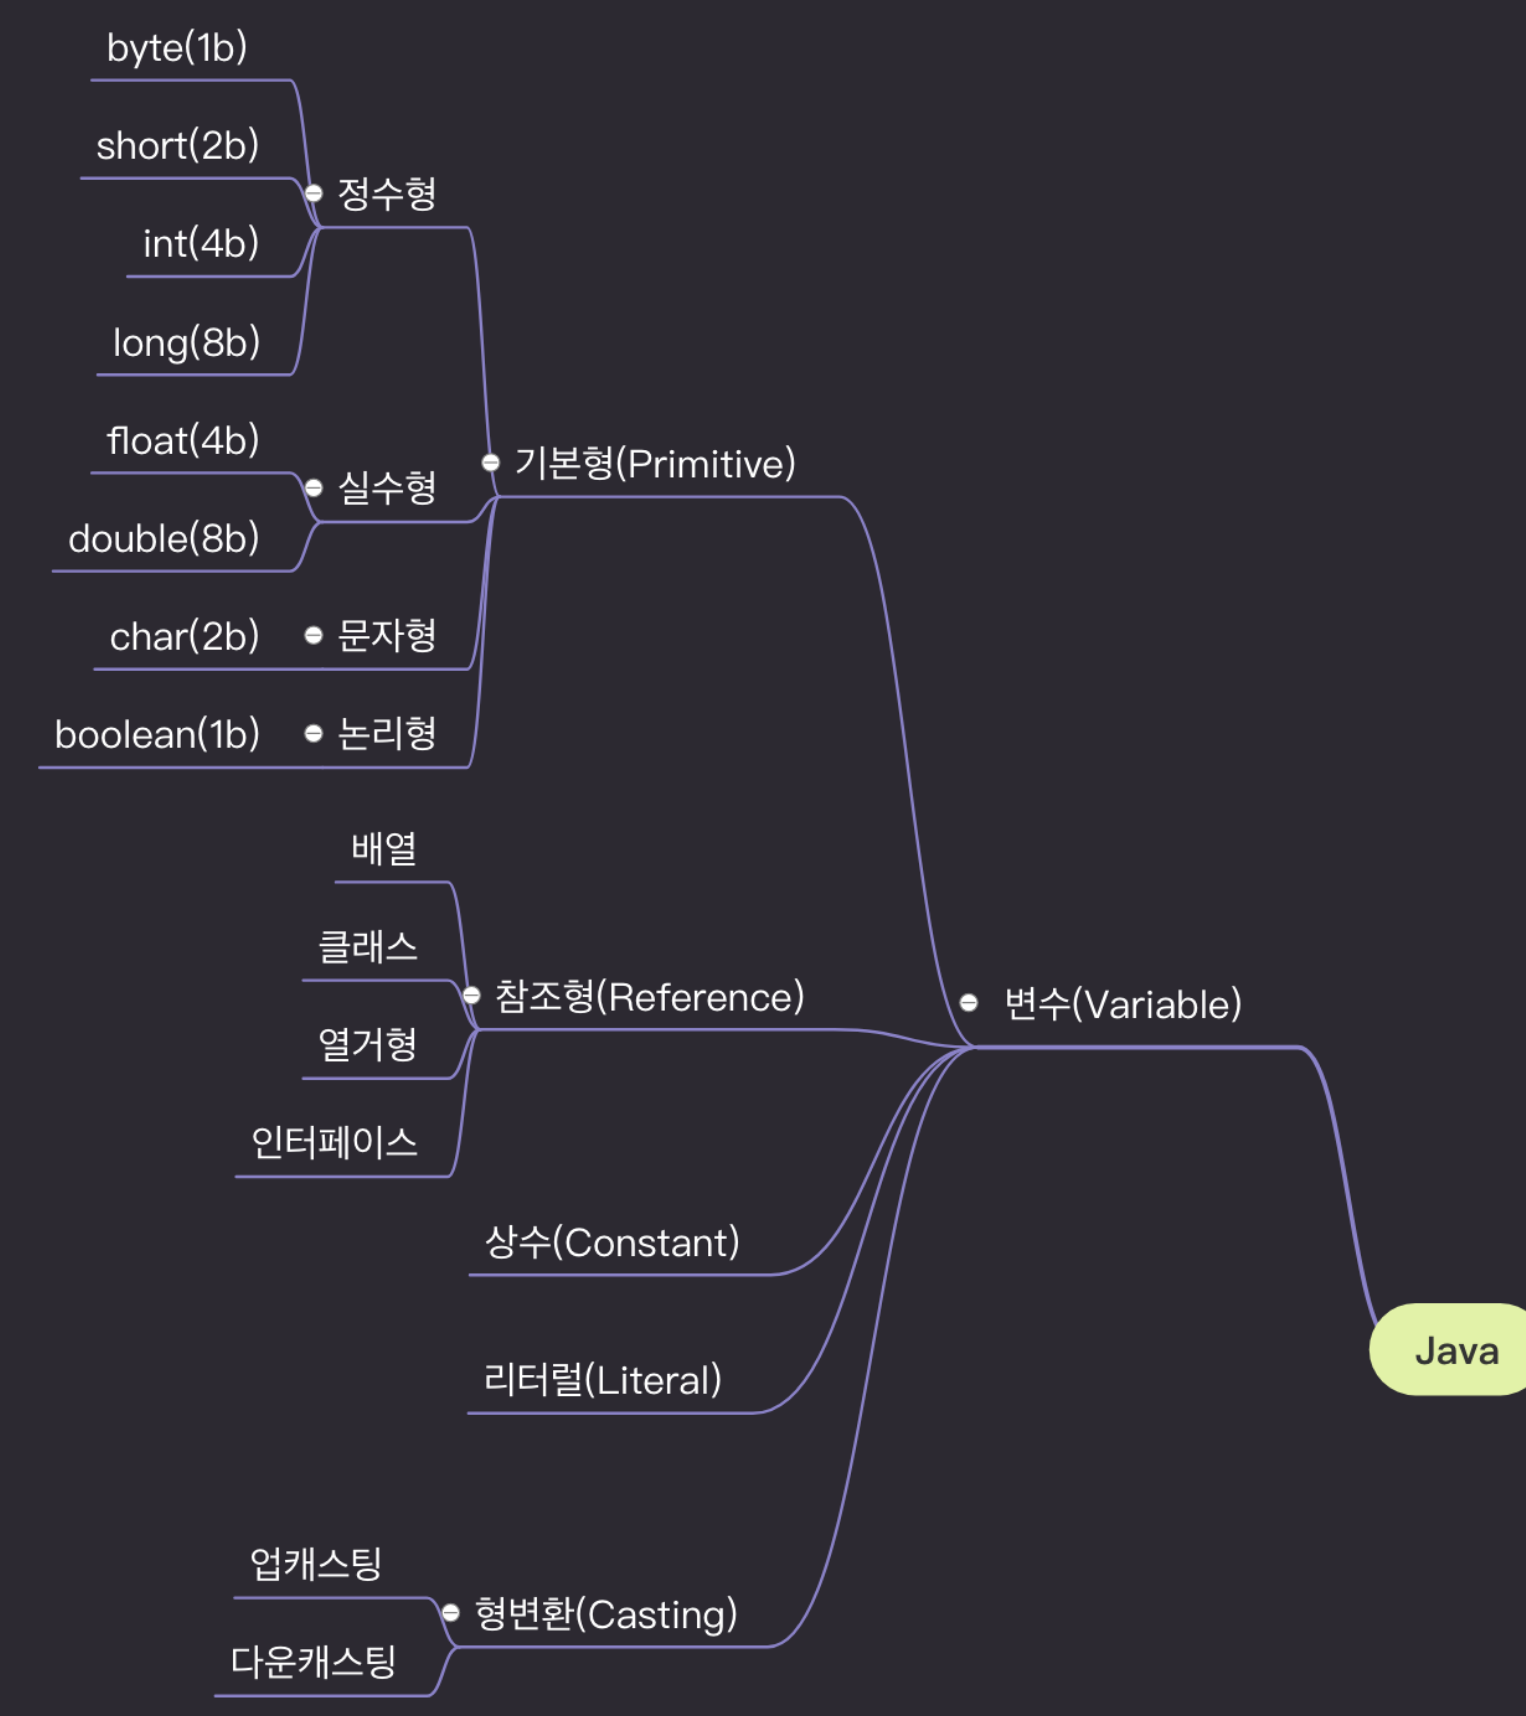 byte(1b)
short(2b)
정수형
int(4b)
long(8b)
float(4b)
기본형(Primitive)
실수형
double(8b)
char(2b)
문자형
boolean(1b)
논리형
배열
클래스
참조형(Reference)
변수(Variable)
열거형
인터페이스
상수(Constant)
Java
리터럴(Literal)
업캐스팅
형변환(Casting)
다운캐스팅